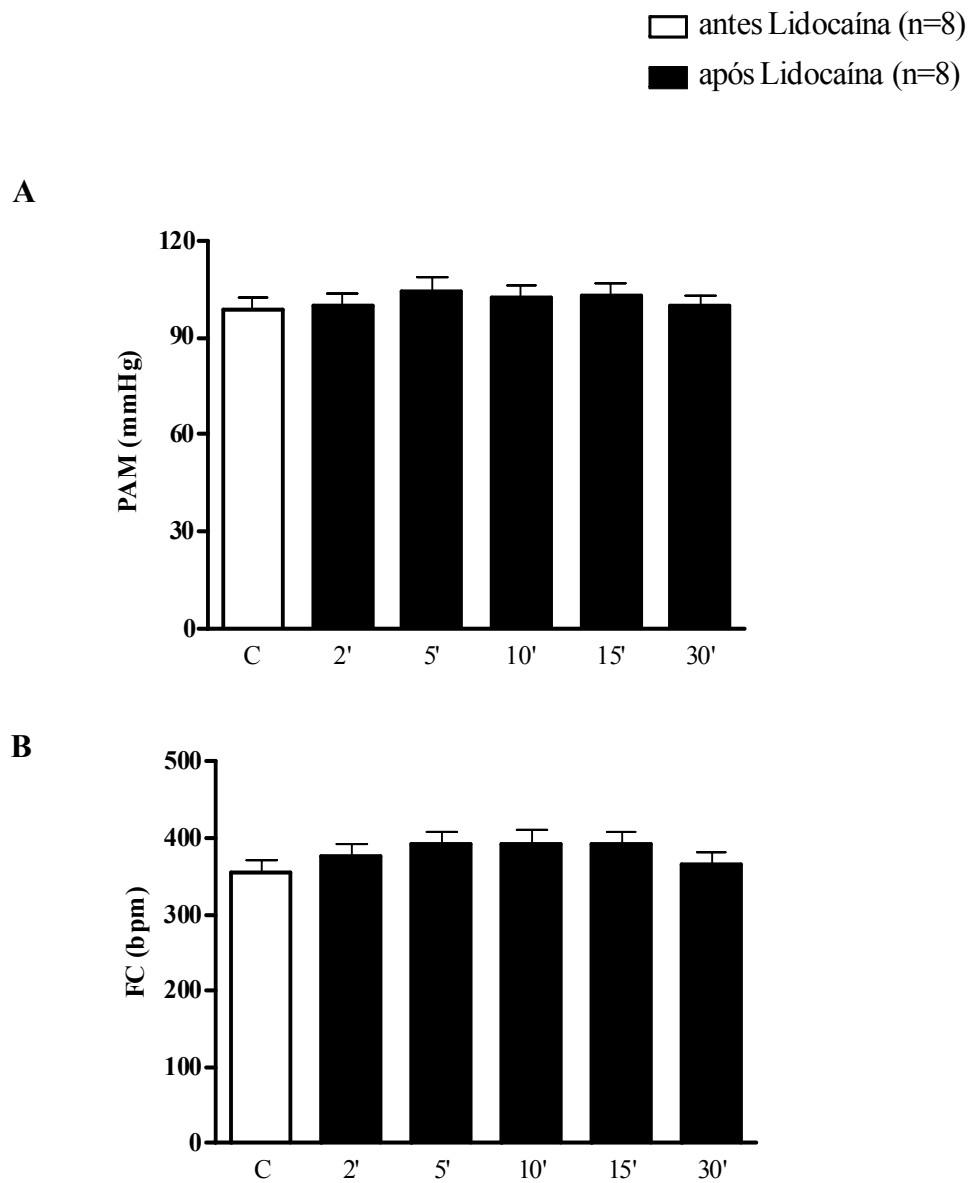 antes Lidocaína (n=8)
após Lidocaína (n=8)
A
120
90
60
30
0
PAM (mmHg)
C 2' 5' 10' 15' 30'
B
500
400
300
200
100
0
FC (bpm)
C 2' 5' 10' 15' 30'